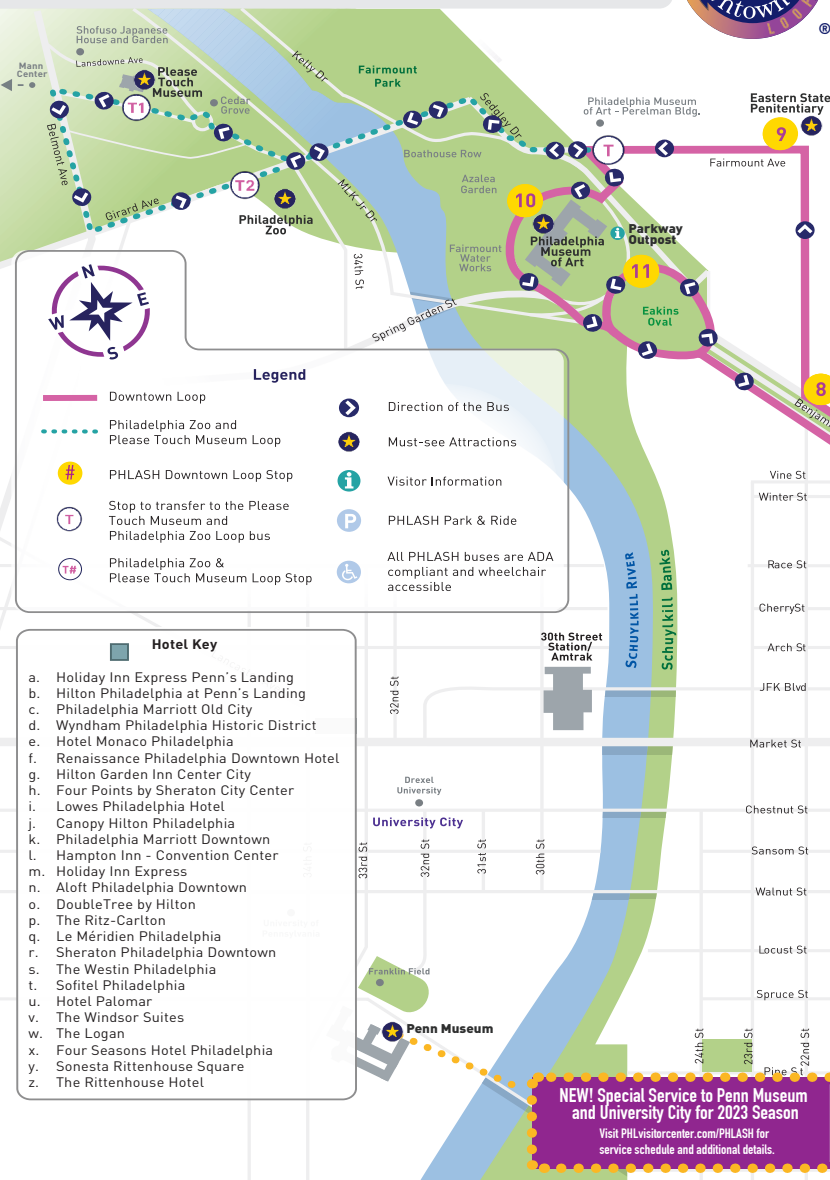 ntown
LOOP
®
Shofuso Japanese
House and Garden
Lansdowne Ave
Mann
Center
Please
Touch
Museum
T1
Cedar
Grove
Belmont Ave
Girard Ave
T2
Philadelphia
Zoo
Kelly Dr
Fairmount
Park
Sedgley Dr
Boathouse Row
MLK Jr Dr
34th St
Azalea
Garden
Philadelphia Museum
of Art - Perelman Bldg.
T
Eastern State
Penitentiary
9
Fairmount Ave
10
Philadelphia
Museum
of Art
i
Parkway
Outpost
Fairmount
Water
Works
11
Eakins
Oval
Spring Garden St
8
Benjam
N
E
S
W
Legend
Downtown Loop
Philadelphia Zoo and
Please Touch Museum Loop
#
PHLASH Downtown Loop Stop
T
Stop to transfer to the Please
Touch Museum and
Philadelphia Zoo Loop bus
T#
Philadelphia Zoo &
Please Touch Museum Loop Stop
Direction of the Bus
Must-see Attractions
i
Visitor Information
P
PHLASH Park & Ride
All PHLASH buses are ADA
compliant and wheelchair
accessible
Vine St
Winter St
Race St
CherrySt
Arch St
JFK Blvd
Market St
Chestnut St
Sansom St
Walnut St
Locust St
Spruce St
Pine St
24th St
23rd St
22nd St
SCHUYLKILL RIVER
Schuylkill Banks
30th Street
Station/
Amtrak
32nd St
Drexel
University
University City
33rd St
32nd St
31st St
30th St
34th St
University of
Pennsylvania
Franklin Field
Penn Museum
Hotel Key
a. Holiday Inn Express Penn's Landing
b. Hilton Philadelphia at Penn's Landing
c. Philadelphia Marriott Old City
d. Wyndham Philadelphia Historic District
e. Hotel Monaco Philadelphia
f. Renaissance Philadelphia Downtown Hotel
g. Hilton Garden Inn Center City
h. Four Points by Sheraton City Center
i. Lowes Philadelphia Hotel
j. Canopy Hilton Philadelphia
k. Philadelphia Marriott Downtown
l. Hampton Inn - Convention Center
m. Holiday Inn Express
n. Aloft Philadelphia Downtown
o. DoubleTree by Hilton
p. The Ritz-Carlton
q. Le Méridien Philadelphia
r. Sheraton Philadelphia Downtown
s. The Westin Philadelphia
t. Sofitel Philadelphia
u. Hotel Palomar
v. The Windsor Suites
w. The Logan
x. Four Seasons Hotel Philadelphia
y. Sonesta Rittenhouse Square
z. The Rittenhouse Hotel
NEW! Special Service to Penn Museum
and University City for 2023 Season
Visit PHLvisitorcenter.com/PHLASH for
service schedule and additional details.